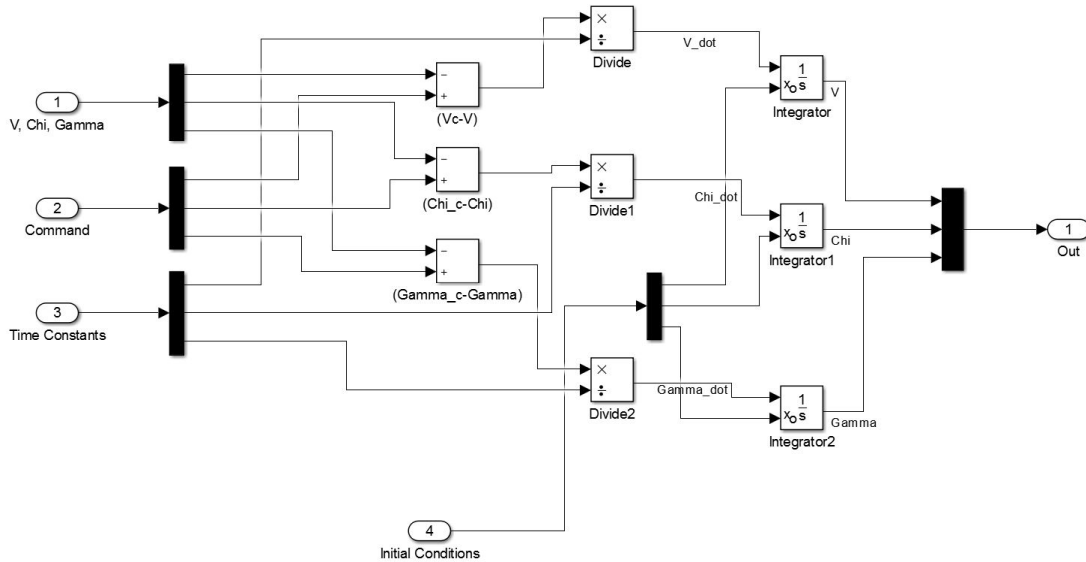 ×
÷
Divide
V_dot
1
s
xo
Integrator
V
1
V, Chi, Gamma
−
+
(Vc-V)
−
+
(Chi_c-Chi)
×
÷
Divide1
Chi_dot
1
s
xo
Integrator1
Chi
1
Out
2
Command
−
+
(Gamma_c-Gamma)
3
Time Constants
×
÷
Divide2
Gamma_dot
1
s
xo
Integrator2
Gamma
4
Initial Conditions